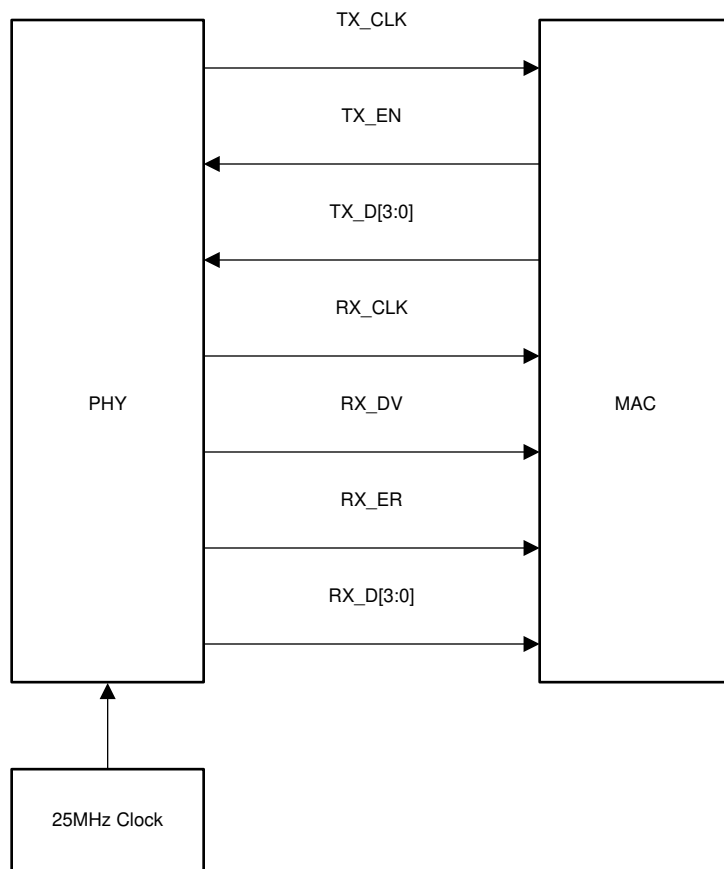 TX_CLK
TX_EN
TX_D[3:0]
RX_CLK
PHY
RX_DV
MAC
RX_ER
RX_D[3:0]
25MHz Clock